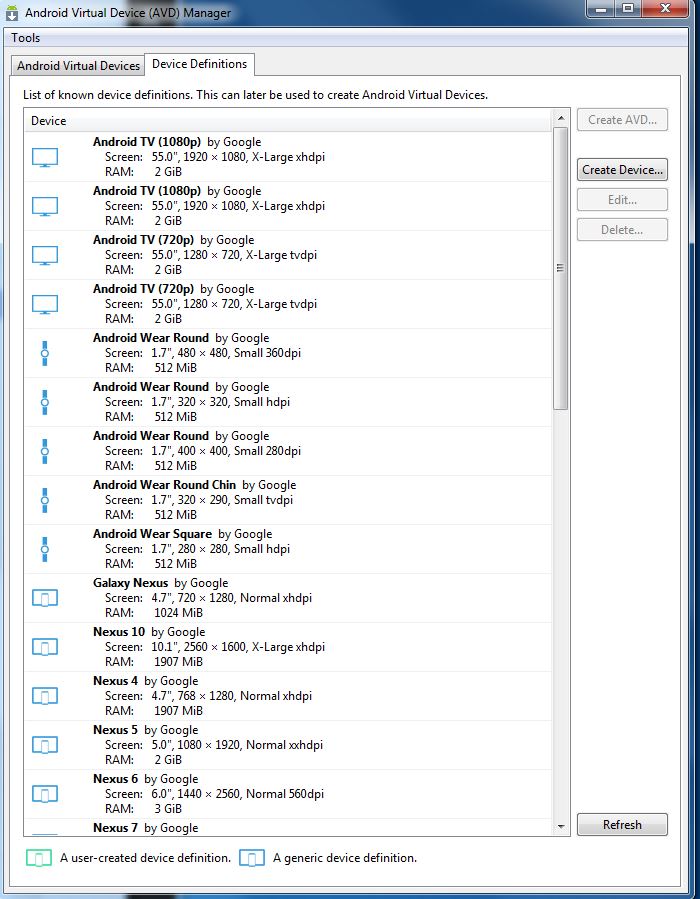 Android Virtual Device (AVD) Manager
Tools
Android Virtual Devices
Device Definitions
List of known device definitions. This can later be used to create Android Virtual Devices.
Device
Create AVD...
Android TV (1080p) by Google
Screen: 55.0", 1920 × 1080, X-Large xhdpi
RAM: 2 GiB
Create Device...
Android TV (1080p) by Google
Screen: 55.0", 1920 × 1080, X-Large xhdpi
RAM: 2 GiB
Edit...
Delete...
Android TV (720p) by Google
Screen: 55.0", 1280 × 720, X-Large tvdpi
RAM: 2 GiB
Android TV (720p) by Google
Screen: 55.0", 1280 × 720, X-Large tvdpi
RAM: 2 GiB
Android Wear Round by Google
Screen: 1.7", 480 × 480, Small 360dpi
RAM: 512 MiB
Android Wear Round by Google
Screen: 1.7", 320 × 320, Small hdpi
RAM: 512 MiB
Android Wear Round by Google
Screen: 1.7", 400 × 400, Small 280dpi
RAM: 512 MiB
Android Wear Round Chin by Google
Screen: 1.7", 320 × 290, Small tvdpi
RAM: 512 MiB
Android Wear Square by Google
Screen: 1.7", 280 × 280, Small hdpi
RAM: 512 MiB
Galaxy Nexus by Google
Screen: 4.7", 720 × 1280, Normal xhdpi
RAM: 1024 MiB
Nexus 10 by Google
Screen: 10.1", 2560 × 1600, X-Large xhdpi
RAM: 1907 MiB
Nexus 4 by Google
Screen: 4.7", 768 × 1280, Normal xhdpi
RAM: 1907 MiB
Nexus 5 by Google
Screen: 5.0", 1080 × 1920, Normal xxhdpi
RAM: 2 GiB
Nexus 6 by Google
Screen: 6.0", 1440 × 2560, Normal 560dpi
RAM: 3 GiB
Nexus 7 by Google
Refresh
A user-created device definition.
A generic device definition.